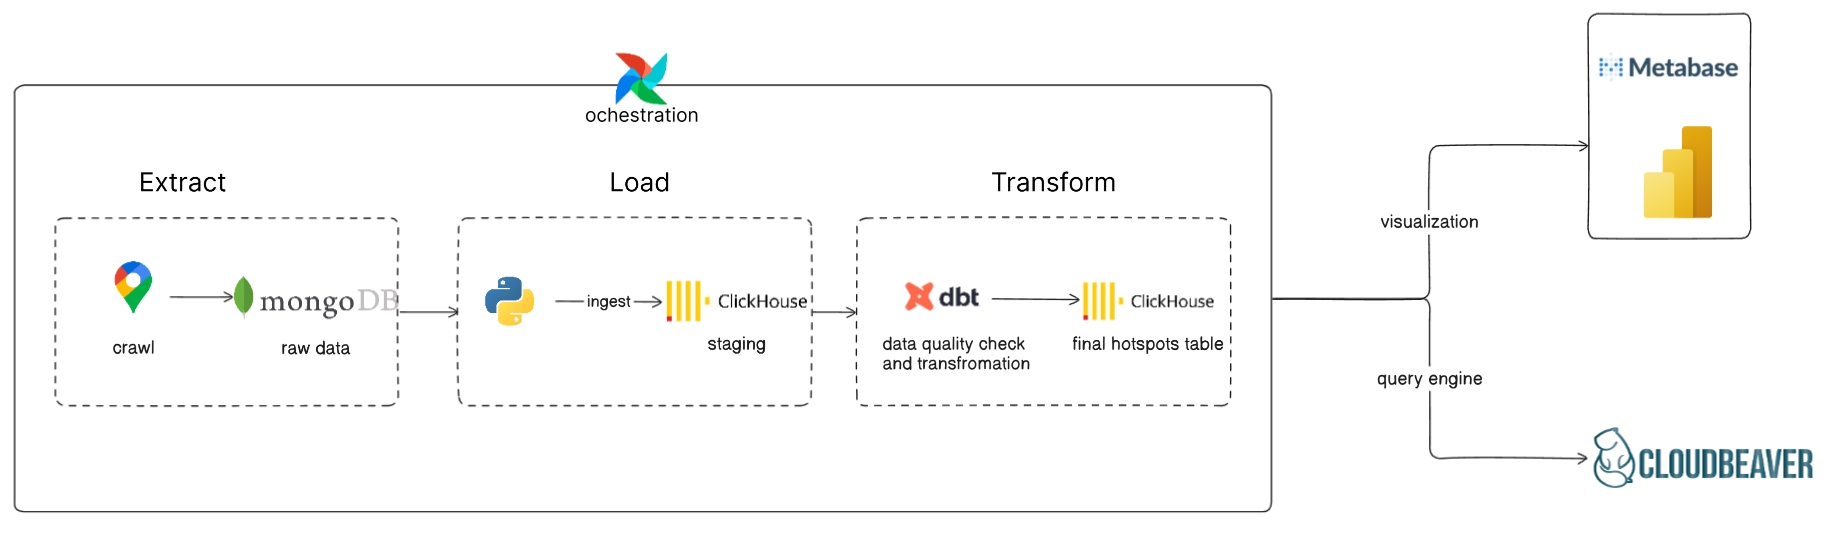 Metabase
ochestration
Extract
Load
Transform
visualization
mongoDB
ingest
ClickHouse
dbt
ClickHouse
crawl
raw data
staging
data quality check
and transfromation
final hotspots table
query engine
CLOUDBEAVER